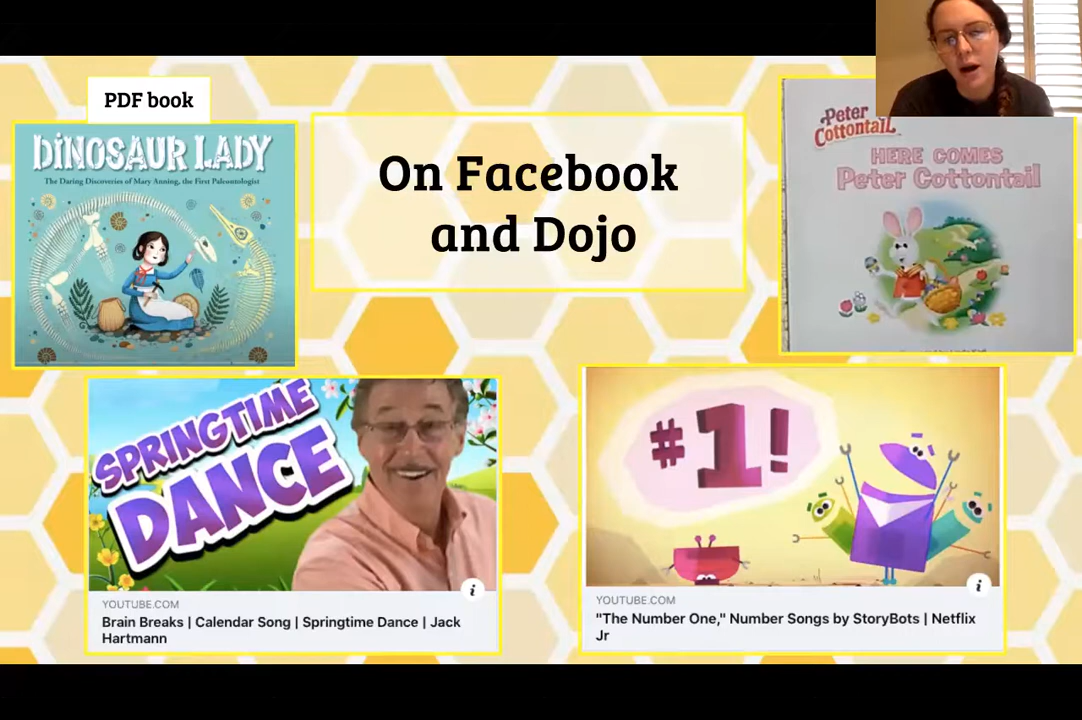 PDF book
DINOSAUR LADY
The Daring Discoveries of Mary Anning, the First Paleontologist
On Facebook
and Dojo
Peter
Cottontail
HERE COMES
Peter Cottontail
SPRINGTIME
DANCE
YOUTUBE.COM
Brain Breaks | Calendar Song | Springtime Dance | Jack
Hartmann
#1!
YOUTUBE.COM
"The Number One," Number Songs by StoryBots | Netflix
Jr